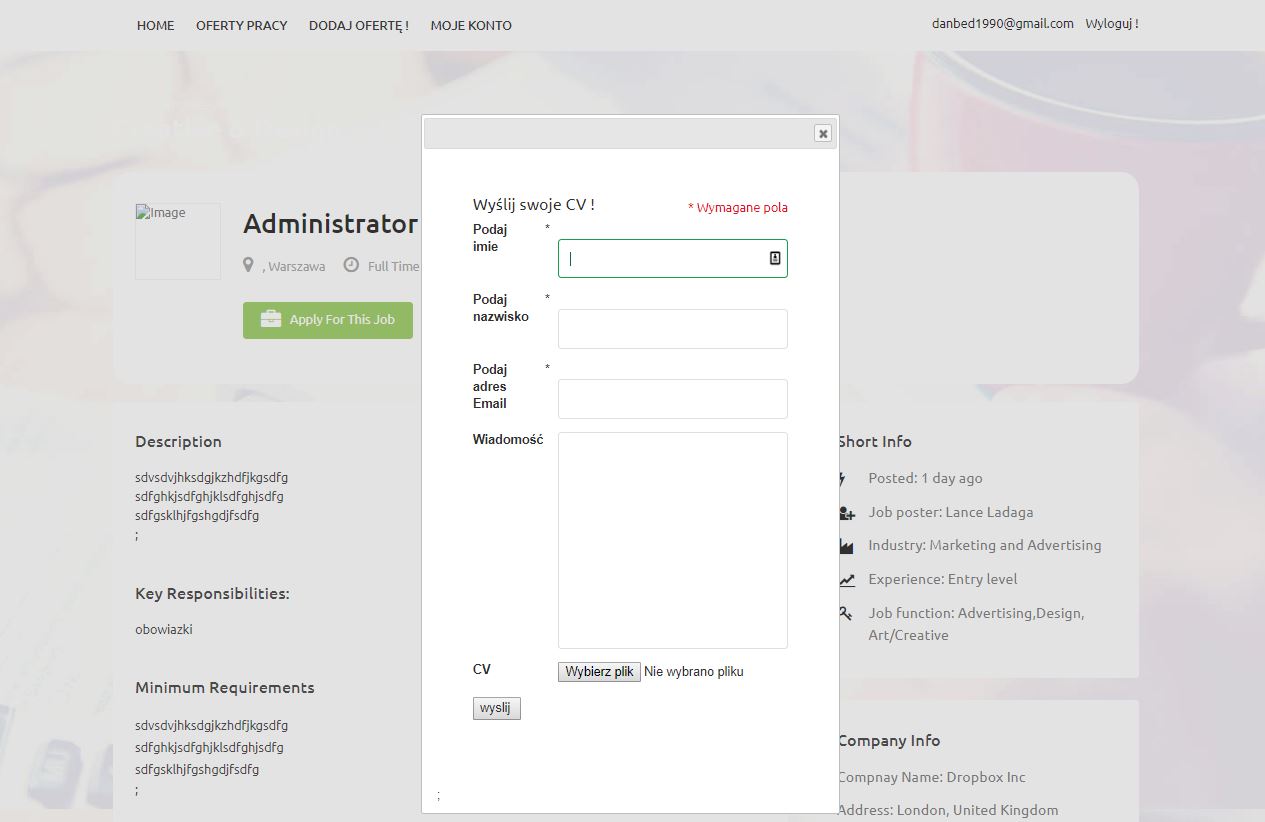 HOME OFERTY PRACY DODAJ OFERTĘ ! MOJE KONTO danbed1990@gmail.com Wyloguj !
Image
Administrator
, Warszawa Full Time
Apply For This Job
Wyślij swoje CV !
* Wymagane pola
Podaj *
imie
Podaj *
nazwisko
Podaj *
adres
Email
Wiadomość
CV Wybierz plik Nie wybrano pliku
wyslij
;
Description
sdvsdvjhksdgjkzhdfjkgsdfg
sdfghkjsdfghjklsdfghjsdfg
sdfgsklhjfgshgdjfsdfg
;
Key Responsibilities:
obowiazki
Minimum Requirements
sdvsdvjhksdgjkzhdfjkgsdfg
sdfghkjsdfghjklsdfghjsdfg
sdfgsklhjfgshgdjfsdfg
;
Short Info
Posted: 1 day ago
Job poster: Lance Ladaga
Industry: Marketing and Advertising
Experience: Entry level
Job function: Advertising,Design,
Art/Creative
Company Info
Compnay Name: Dropbox Inc
Address: London, United Kingdom